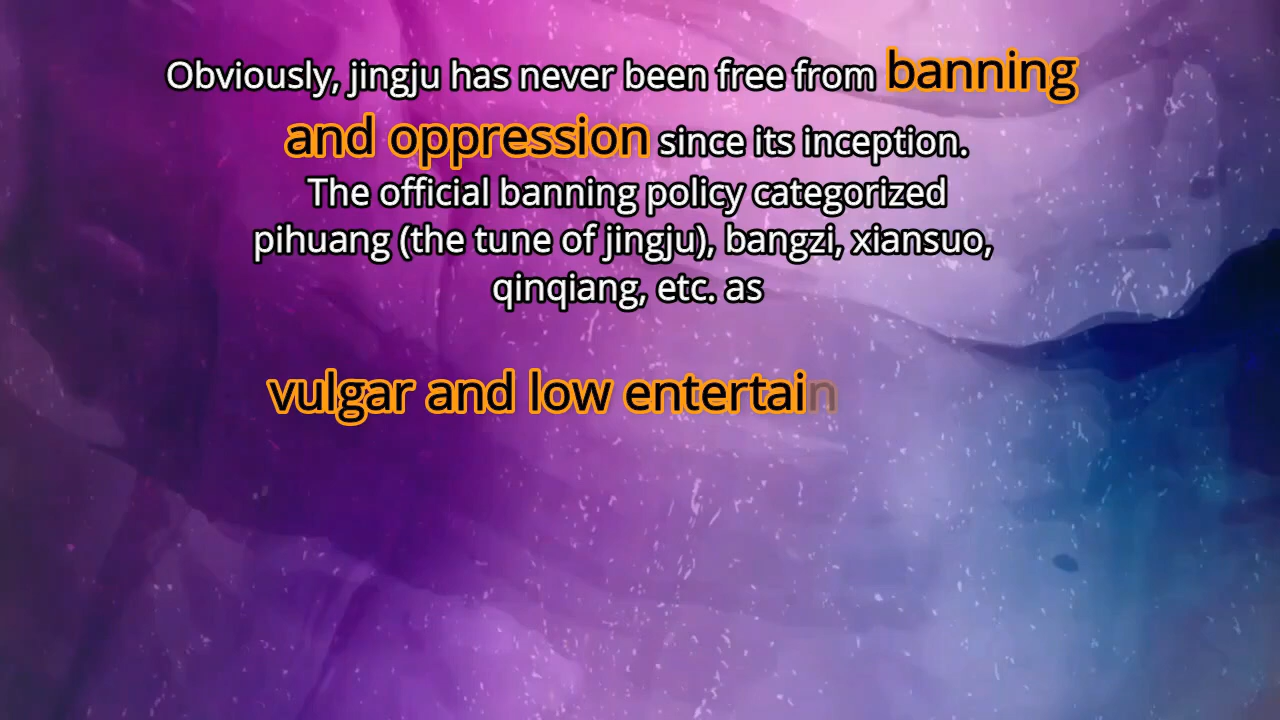 Obviously, jingju has never been free from banning
and oppression since its inception.
The official banning policy categorized
pihuang (the tune of jingju), bangzi, xiansuo,
qinqiang, etc. as
vulgar and low entertain